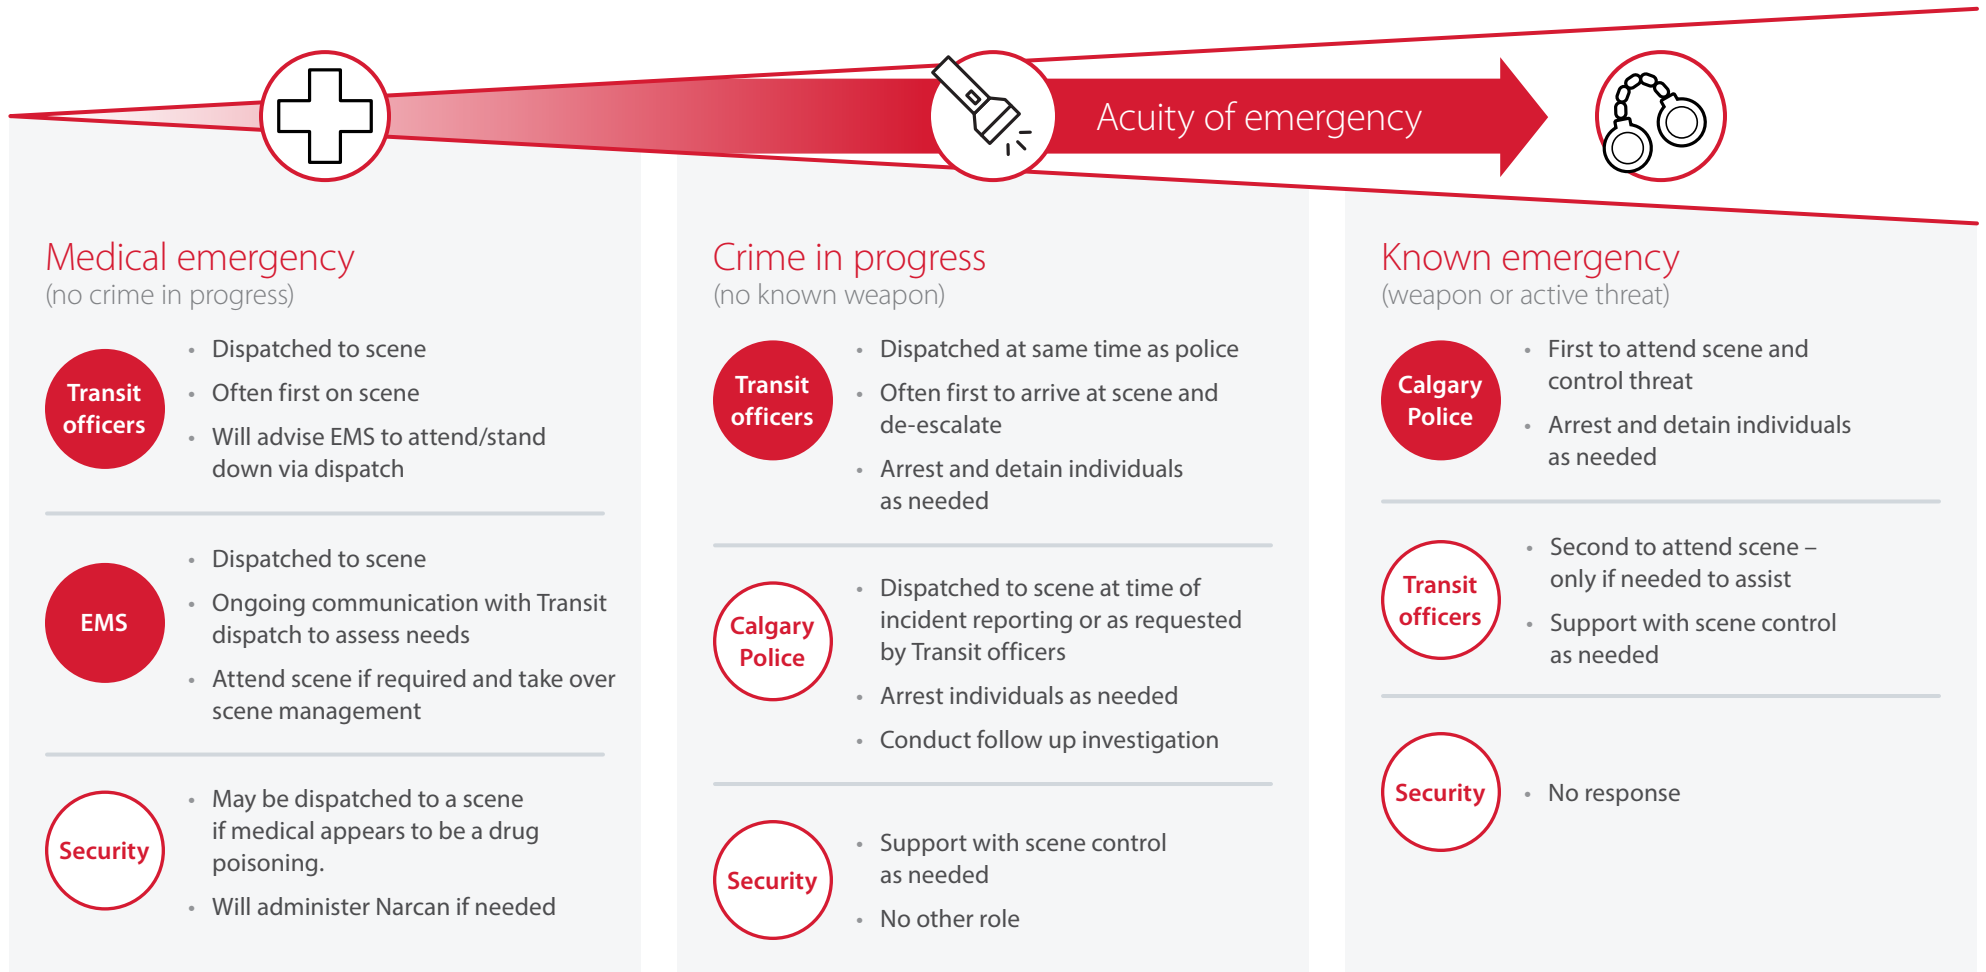 Acuity of emergency
Medical emergency
(no crime in progress)
Transit
officers
• Dispatched to scene
• Often first on scene
• Will advise EMS to attend/stand
down via dispatch
EMS
• Dispatched to scene
• Ongoing communication with Transit
dispatch to assess needs
• Attend scene if required and take over
scene management
Security
• May be dispatched to a scene
if medical appears to be a drug
poisoning.
• Will administer Narcan if needed
Crime in progress
(no known weapon)
Transit
officers
• Dispatched at same time as police
• Often first to arrive at scene and
de-escalate
• Arrest and detain individuals
as needed
Calgary
Police
• Dispatched to scene at time of
incident reporting or as requested
by Transit officers
• Arrest individuals as needed
• Conduct follow up investigation
Security
• Support with scene control
as needed
• No other role
Known emergency
(weapon or active threat)
Calgary
Police
• First to attend scene and
control threat
• Arrest and detain individuals
as needed
Transit
officers
• Second to attend scene –
only if needed to assist
• Support with scene control
as needed
Security
• No response